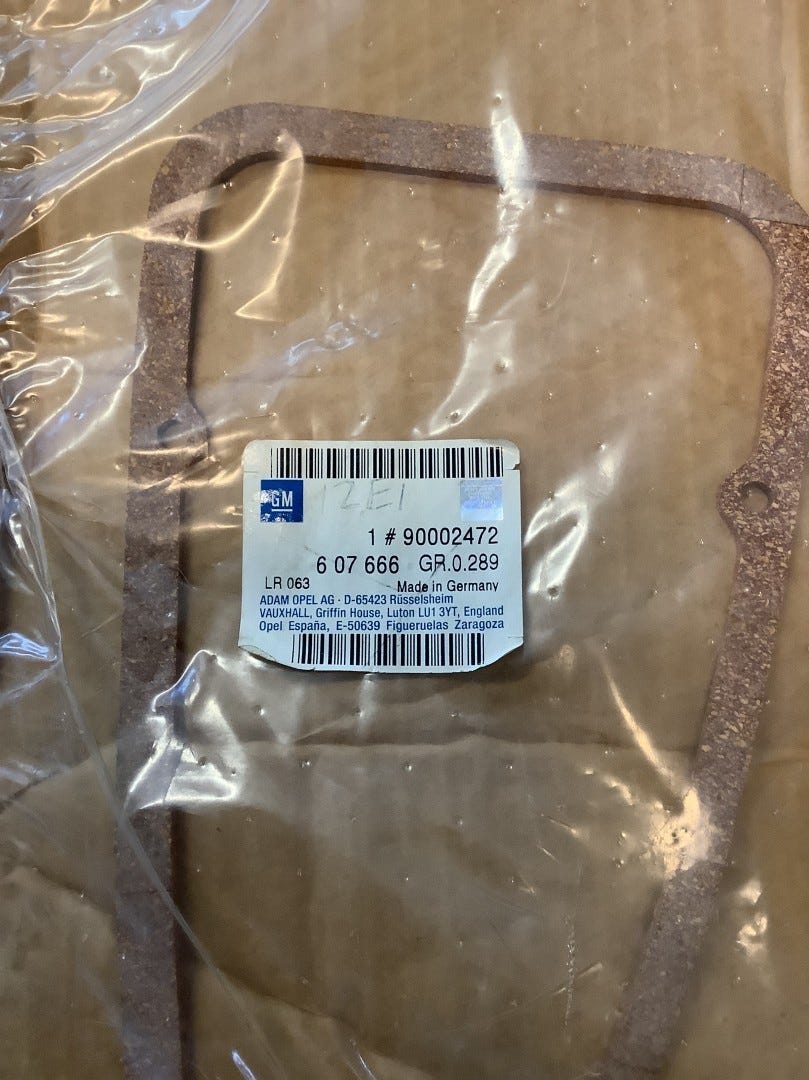 GM
1 # 90002472
6 07 666 GR.0.289
LR 063 Made in Germany
ADAM OPEL AG · D-65423 Rüsselsheim
VAUXHALL, Griffin House, Luton LU1 3YT, England
Opel España, E-50639 Figueruelas Zaragoza